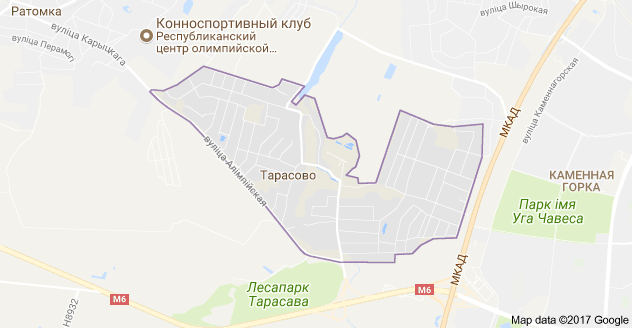 Ратомка
Конноспортивный клуб
Республиканский
центр олимпийской...
вуліца Шырокая
вуліца Перамогі
вуліца Карыцкага
МКАД
вуліца Каменнагорская
вуліца Алімпійская
Тарасово
КАМЕННАЯ
ГОРКА
Парк імя
Уга Чавеса
МКАД
Лесапарк
Тарасава
M6
M6
H8932
Map data ©2017 Google